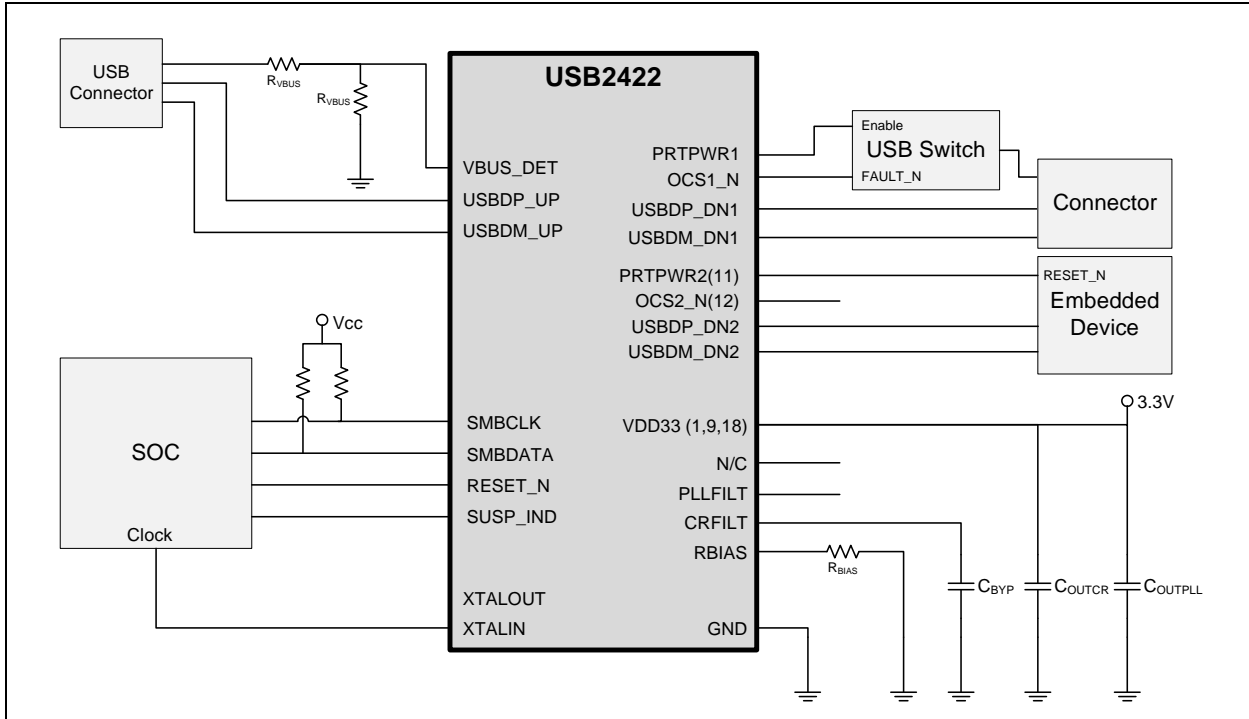 USB2422
USB
Connector
RVBUS
RVBUS
VBUS_DET
USBDP_UP
USBDM_UP
Vcc
SOC
Clock
SMBCLK
SMBDATA
RESET_N
SUSP_IND
XTALOUT
XTALIN
PRTPWR1
OCS1_N
USBDP_DN1
USBDM_DN1
PRTPWR2(11)
OCS2_N(12)
USBDP_DN2
USBDM_DN2
VDD33 (1,9,18)
N/C
PLLFILT
CRFILT
RBIAS
GND
Enable
USB Switch
FAULT_N
Connector
RESET_N
Embedded
Device
3.3V
RBIAS
CBYP
COUTCR
COUTPLL